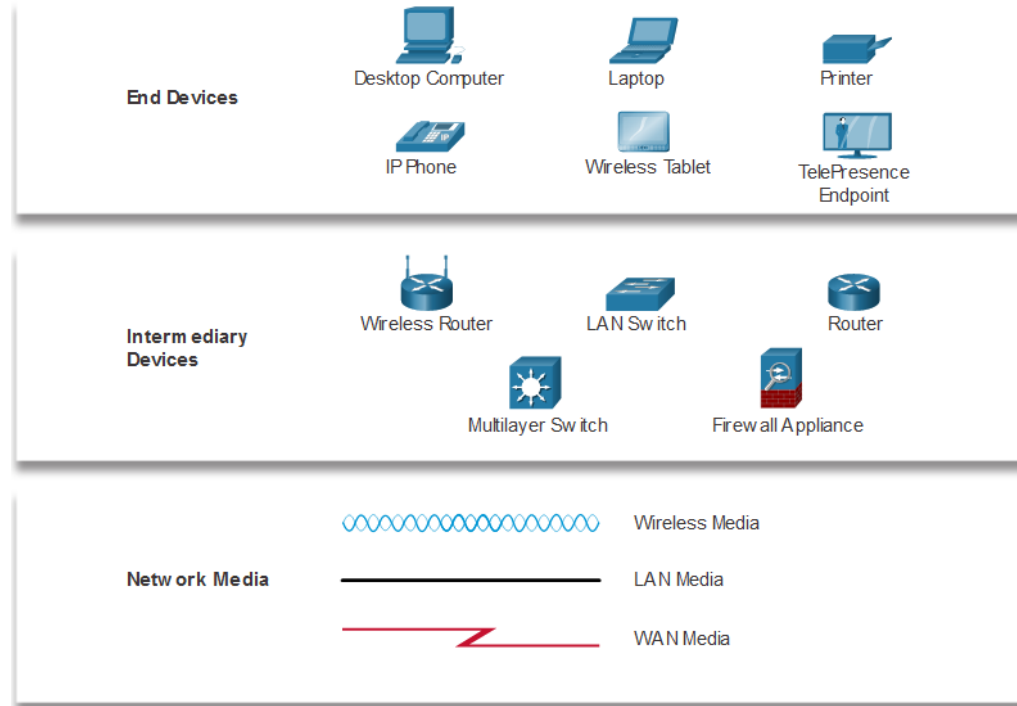 Desktop Computer
Laptop
Printer
End Devices
IP Phone
IP
Wireless Tablet
TelePresence
Endpoint
Wireless Router
LAN Switch
Router
Intermediary
Devices
Multilayer Switch
Firewall Appliance
Wireless Media
Network Media
LAN Media
WAN Media